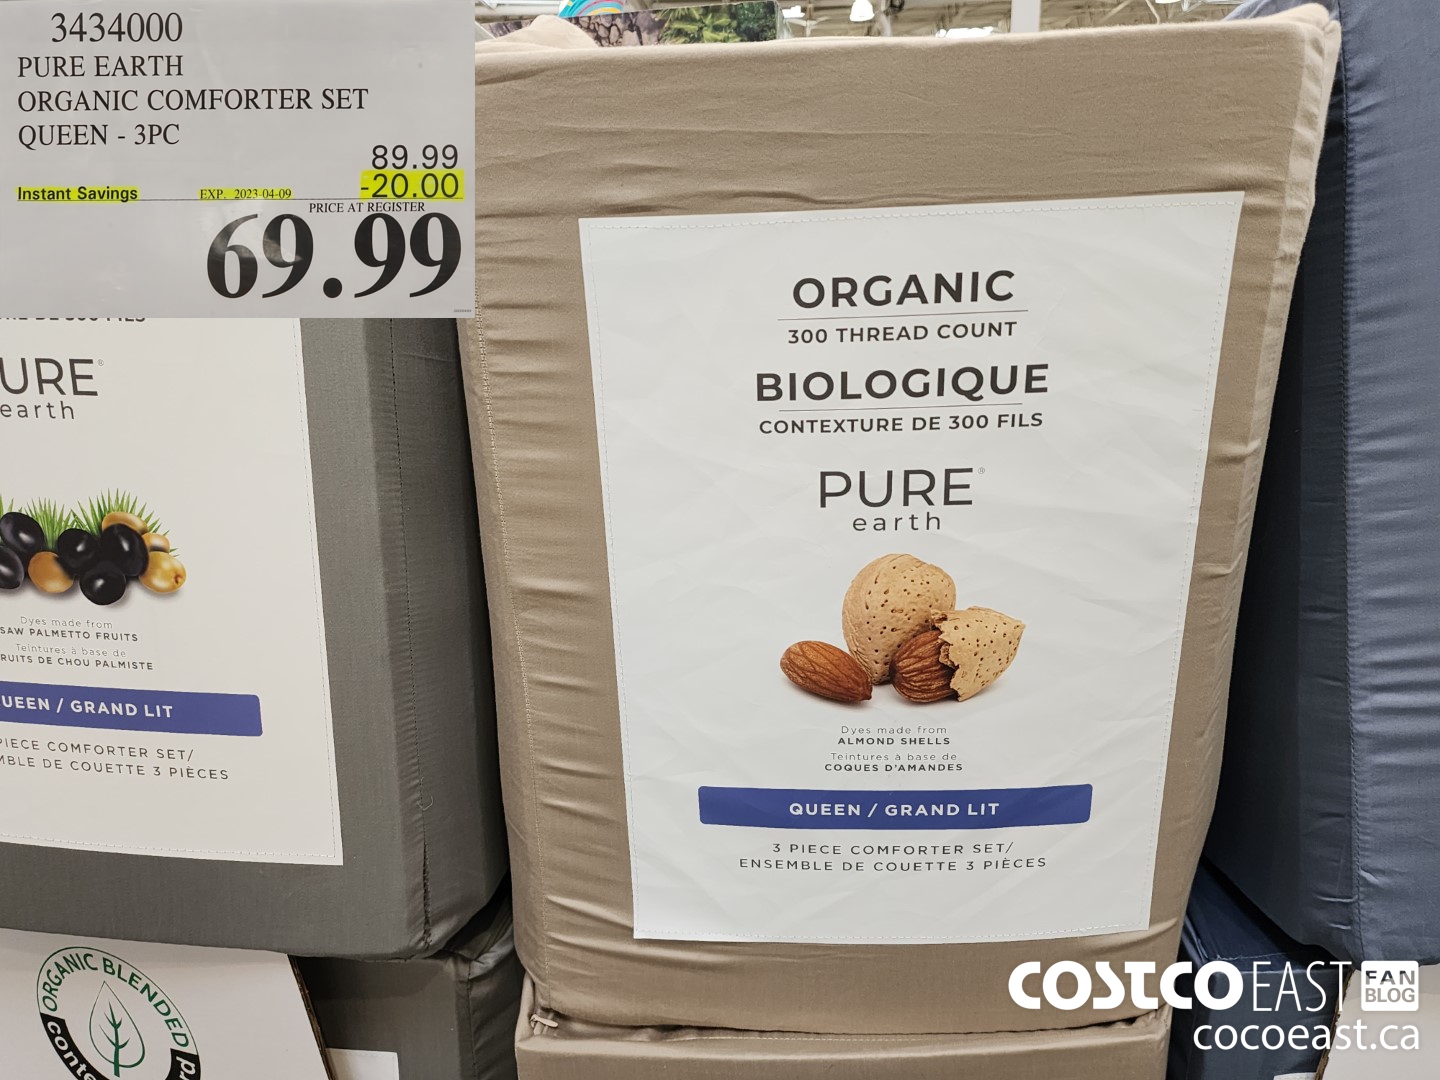 3434000
PURE EARTH
ORGANIC COMFORTER SET
QUEEN - 3PC
89.99
Instant Savings EXP. 2023-04-09 -20.00
PRICE AT REGISTER
69.99
URE®
earth
Dyes made from
SAW PALMETTO FRUITS
Teintures à base de
RUITS DE CHOU PALMISTE
UEEN / GRAND LIT
PIECE COMFORTER SET/
MBLE DE COUETTE 3 PIÈCES
ORGANIC BLENDED
conte
ORGANIC
300 THREAD COUNT
BIOLOGIQUE
CONTEXTURE DE 300 FILS
PURE®
earth
Dyes made from
ALMOND SHELLS
Teintures à base de
COQUES D'AMANDES
QUEEN / GRAND LIT
3 PIECE COMFORTER SET/
ENSEMBLE DE COUETTE 3 PIÈCES
COSTCO EAST FAN BLOG
cocoeast.ca